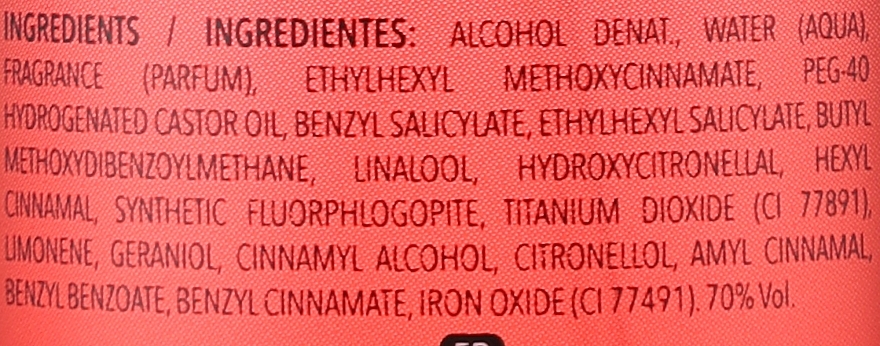 INGREDIENTS / INGREDIENTES: ALCOHOL DENAT., WATER (AQUA),
FRAGRANCE (PARFUM), ETHYLHEXYL METHOXYCINNAMATE, PEG-40
HYDROGENATED CASTOR OIL, BENZYL SALICYLATE, ETHYLHEXYL SALICYLATE, BUTYL
METHOXYDIBENZOYLMETHANE, LINALOOL, HYDROXYCITRONELLAL, HEXYL
CINNAMAL, SYNTHETIC FLUORPHLOGOPITE, TITANIUM DIOXIDE (CI 77891),
LIMONENE, GERANIOL, CINNAMYL ALCOHOL, CITRONELLOL, AMYL CINNAMAL,
BENZYL BENZOATE, BENZYL CINNAMATE, IRON OXIDE (CI 77491). 70% Vol.